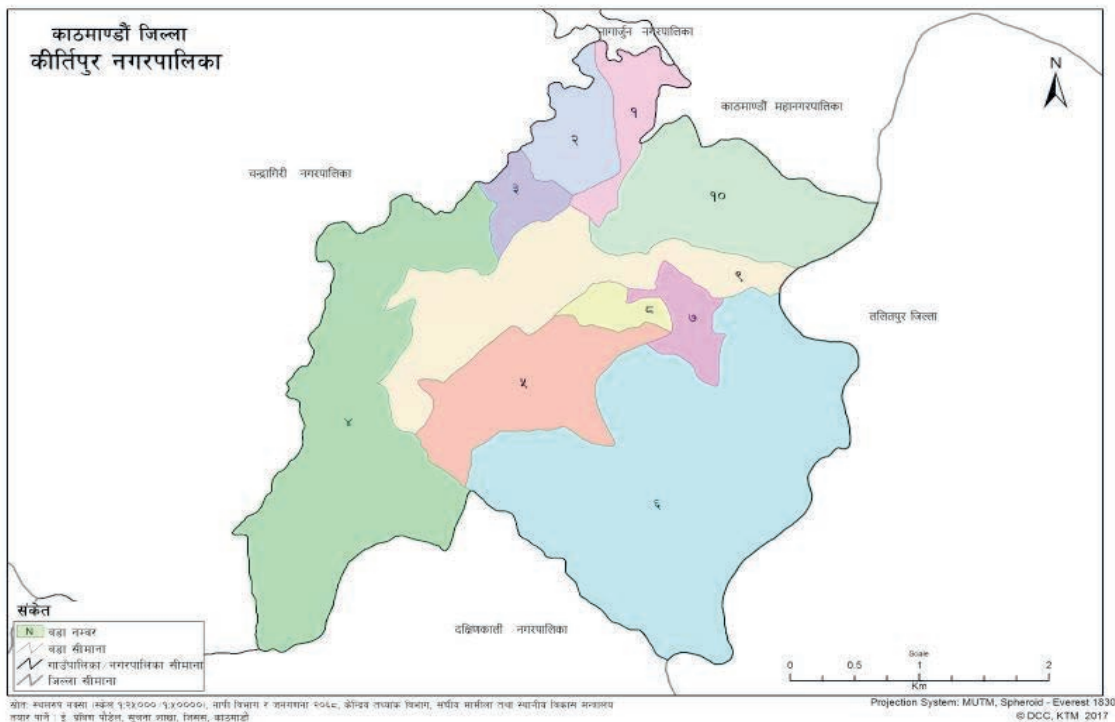 काठमाण्डौं जिल्ला
कीर्तिपुर नगरपालिका
नागार्जुन नगरपालिका
N
काठमाण्डौं महानगरपालिका
चन्द्रागिरी नगरपालिका
१
२
३
१०
९
८
७
ललितपुर जिल्ला
५
४
६
दक्षिणकाली नगरपालिका
संकेत
N वडा नम्बर
वडा सीमाना
गाउँपालिका/नगरपालिका सीमाना
जिल्ला सीमाना
Scale
0 0.5 1 2
Km
Projection System: MUTM, Spheroid - Everest 1830
© DCC, KTM 2017